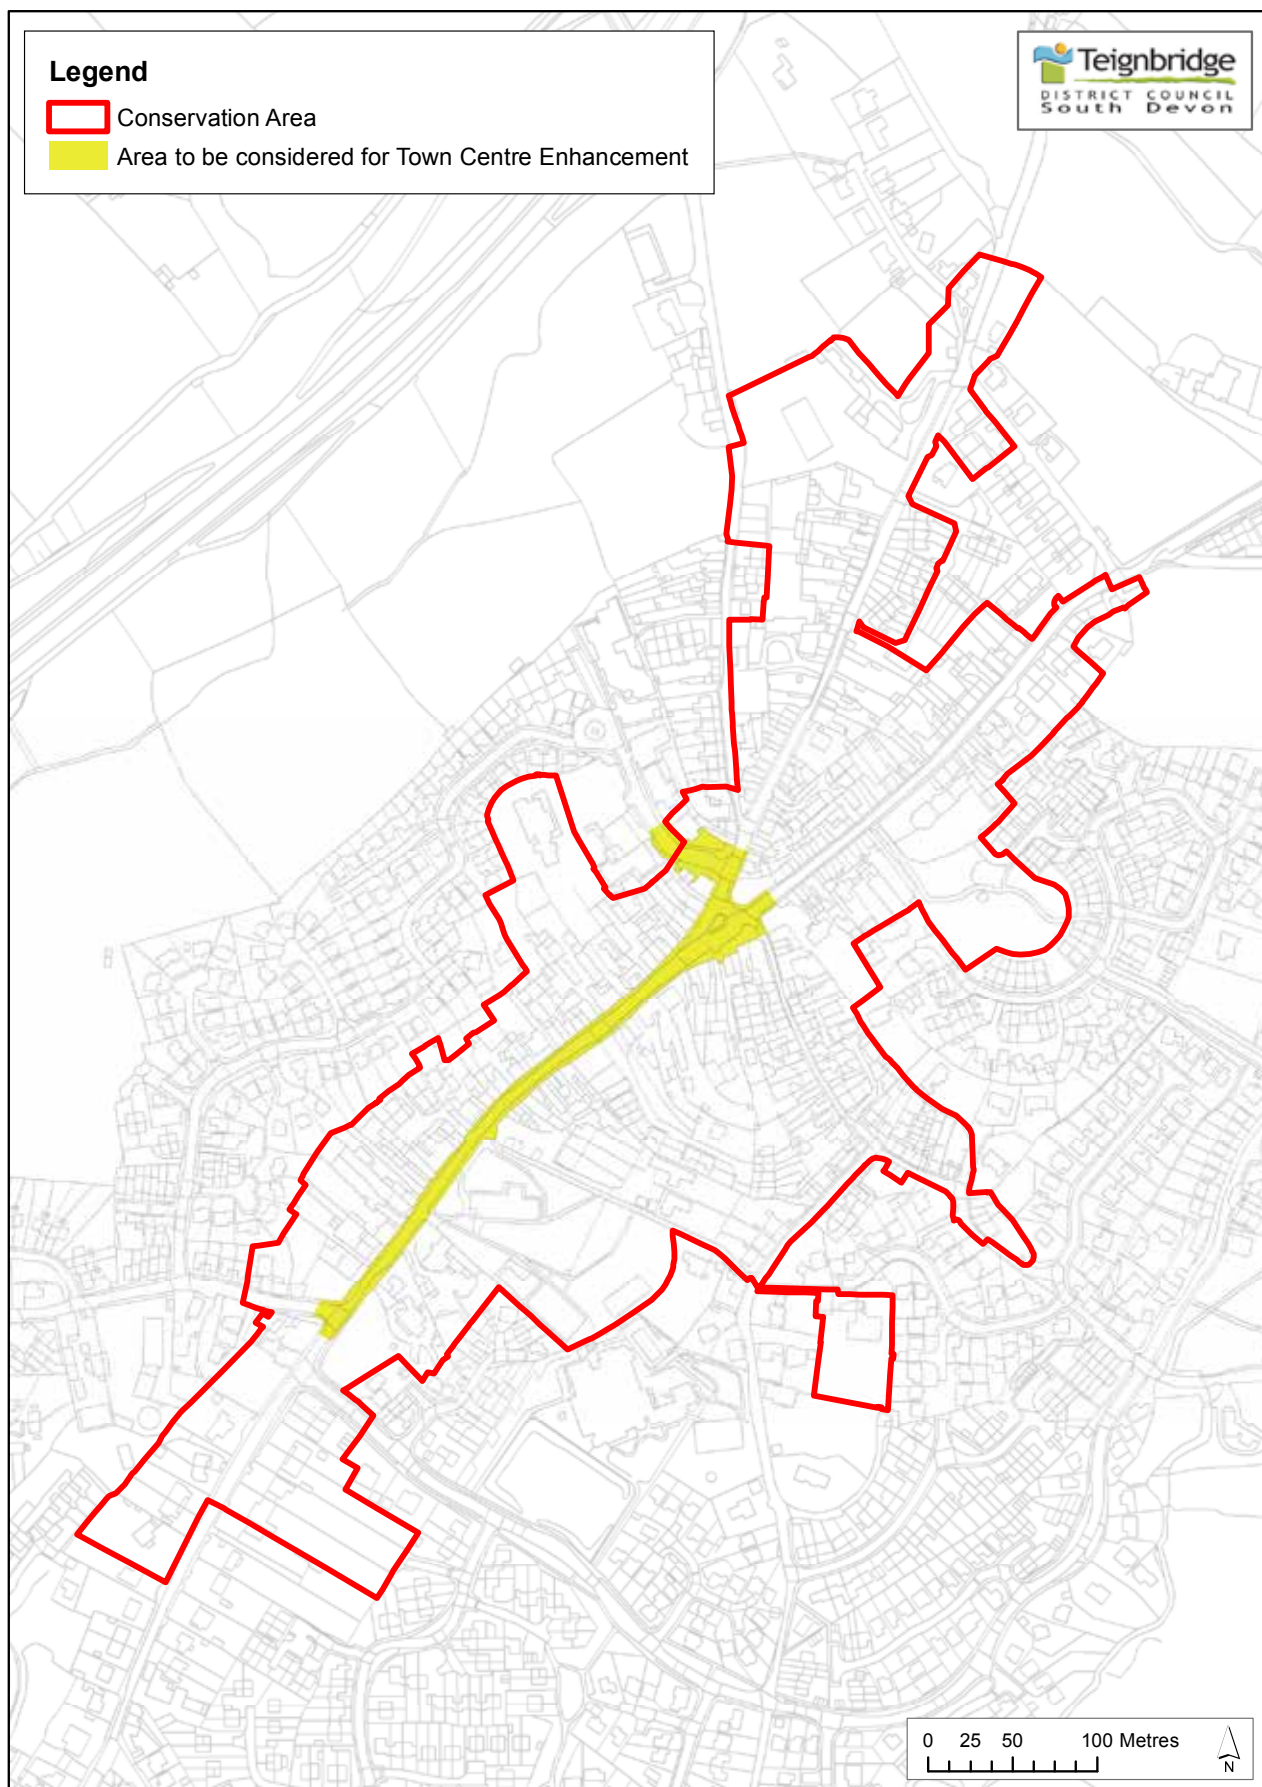 Legend
Conservation Area
Area to be considered for Town Centre Enhancement
Teignbridge
DISTRICT COUNCIL
South Devon
0 25 50 100 Metres
N